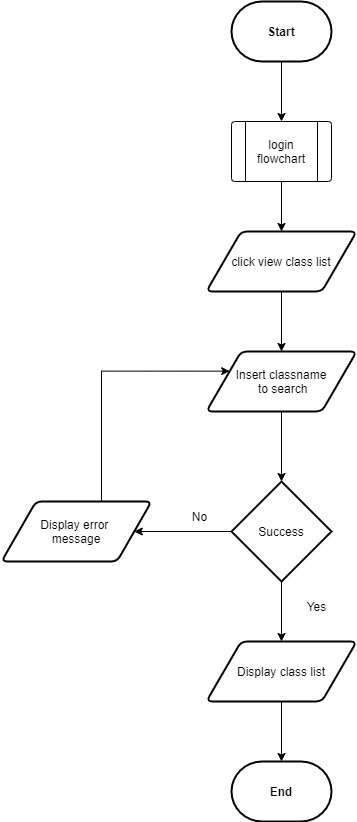 Start
login
flowchart
click view class list
Insert classname
to search
Success
No
Display error
message
Yes
Display class list
End